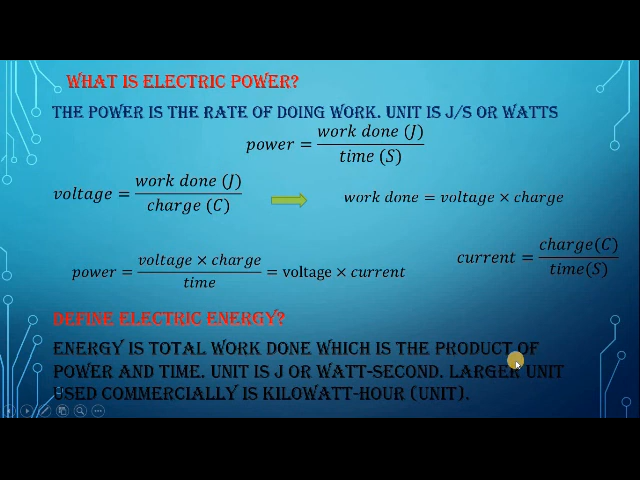 WHAT IS ELECTRIC POWER?
THE POWER IS THE RATE OF DOING WORK. UNIT IS J/S OR WATTS
power = work done (J) / time (S)
voltage = work done (J) / charge (C)
work done = voltage × charge
current = charge(C) / time(S)
power = voltage × charge / time = voltage × current
DEFINE ELECTRIC ENERGY?
ENERGY IS TOTAL WORK DONE WHICH IS THE PRODUCT OF
POWER AND TIME. UNIT IS J OR WATT-SECOND. LARGER UNIT
USED COMMERCIALLY IS KILOWATT-HOUR (UNIT).